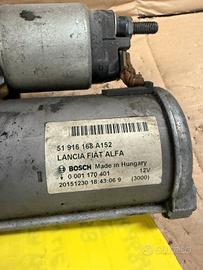 51 916 168 A152
LANCIA FIAT ALFA
BOSCH Made in Hungary
0 001 170 401 12V
20151230 18:43:06 9 (3000)
subito